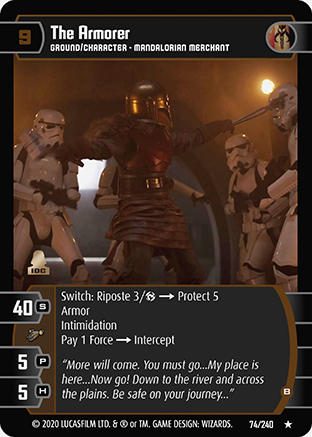 9 The Armorer
GROUND/CHARACTER - MANDALORIAN MERCHANT
IDC
40 S
Switch: Riposte 3/ → Protect 5
Armor
Intimidation
Pay 1 Force → Intercept
5 P
5 M
“More will come. You must go...My place is
here...Now go! Down to the river and across
the plains. Be safe on your journey...”
B
© 2020 LUCASFILM LTD. & ® or TM. GAME DESIGN: WIZARDS. 74/240 ★